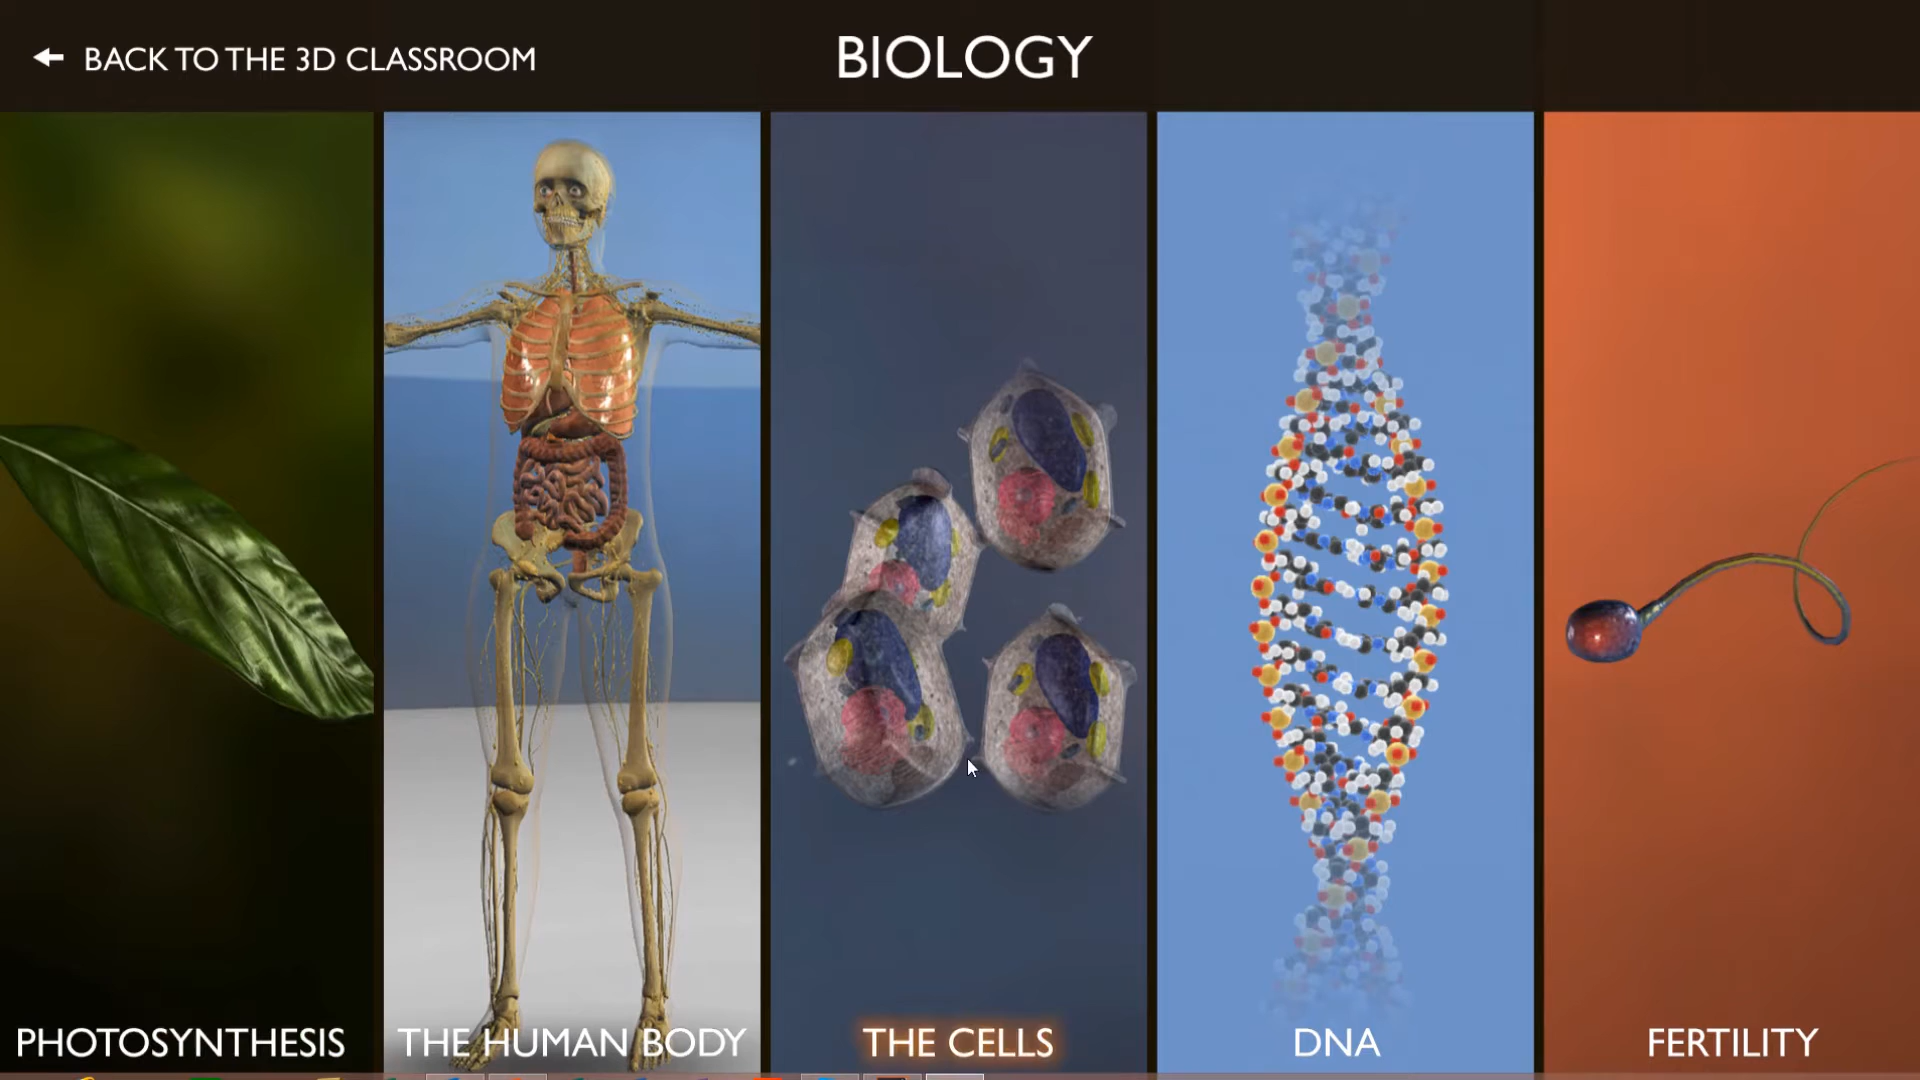 BACK TO THE 3D CLASSROOM
BIOLOGY
PHOTOSYNTHESIS
THE HUMAN BODY
THE CELLS
DNA
FERTILITY